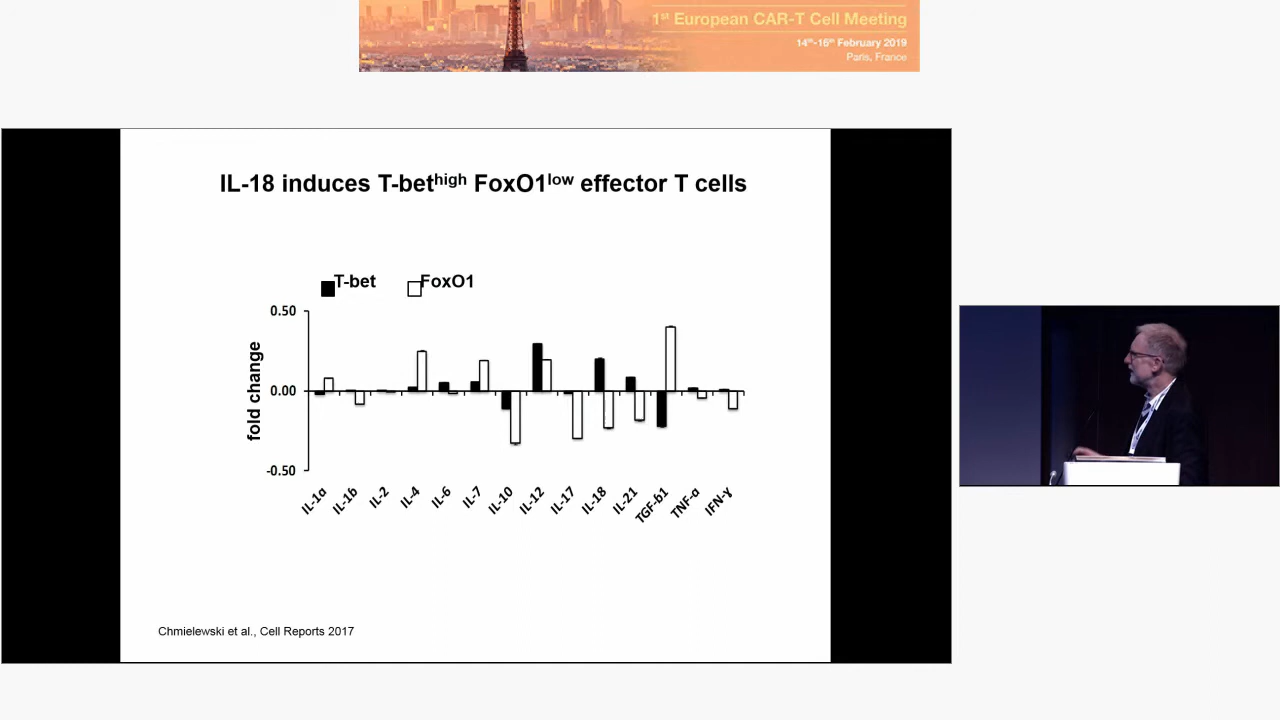 1st European CAR-T Cell Meeting
14th-16th February 2019
Paris, France
IL-18 induces T-bethigh FoxO1low effector T cells
T-bet FoxO1
0.50
0.00
-0.50
fold change
IL-1a IL-1b IL-2 IL-4 IL-6 IL-7 IL-10 IL-12 IL-17 IL-18 IL-21 TGF-b1 TNF-α IFN-γ
Chmielewski et al., Cell Reports 2017